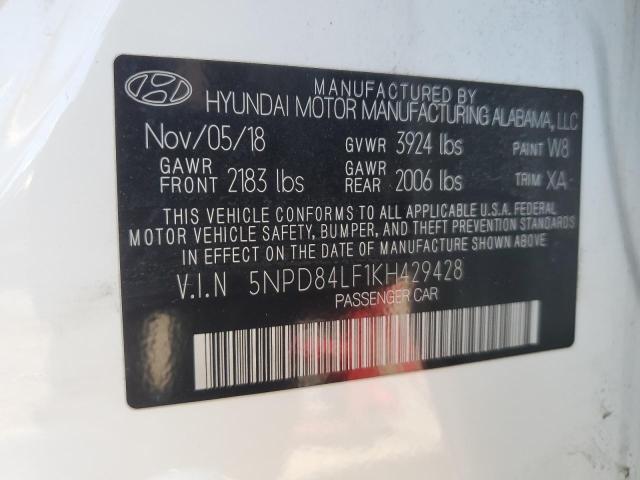 MANUFACTURED BY
HYUNDAI MOTOR MANUFACTURING ALABAMA, LLC
Nov/05/18 GVWR 3924 lbs PAINT W8
GAWR FRONT 2183 lbs GAWR REAR 2006 lbs TRIM XA
THIS VEHICLE CONFORMS TO ALL APPLICABLE U.S.A. FEDERAL
MOTOR VEHICLE SAFETY, BUMPER, AND THEFT PREVENTION STANDARDS
IN EFFECT ON THE DATE OF MANUFACTURE SHOWN ABOVE
V.I.N 5NPD84LF1KH429428
PASSENGER CAR